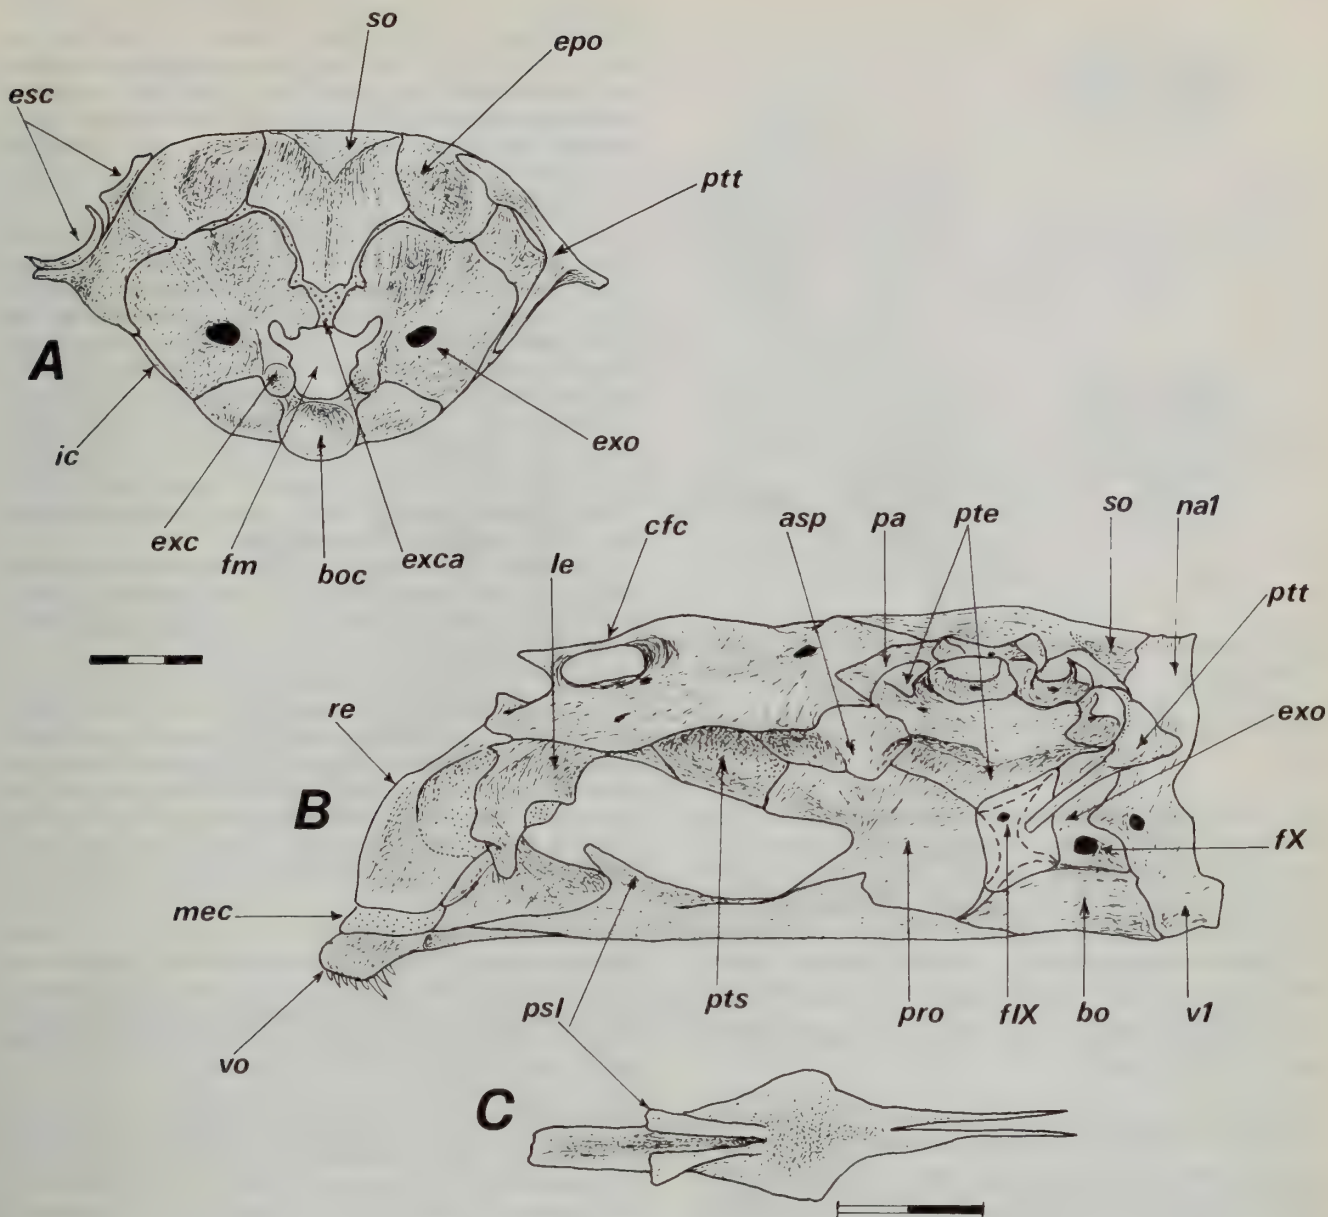 so
epo
esc
ptt
A
ic
exo
exc
fm
boc
exca
cfc
le
asp
pa
pte
so
na1
ptt
re
exo
B
fX
mec
vo
psl
pts
pro
fIX
bo
v1
C